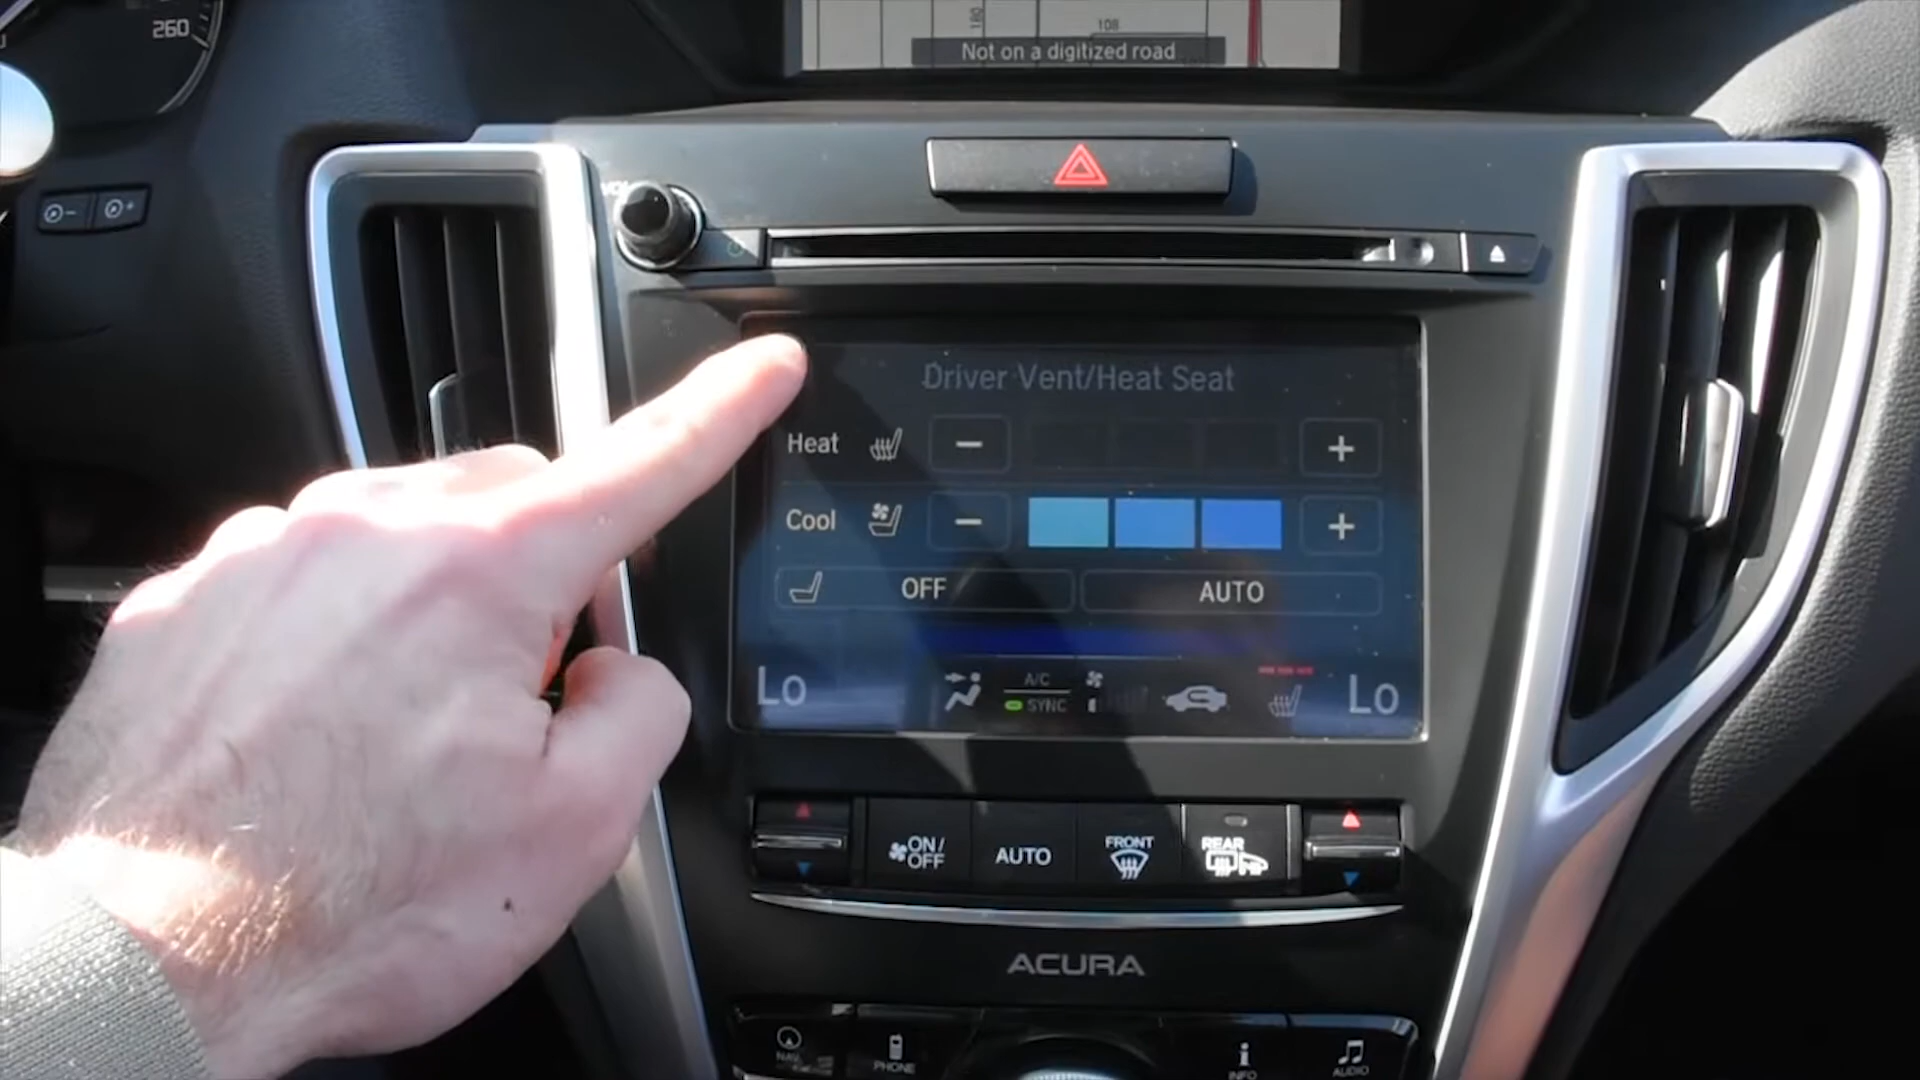 260
180
108
Not on a digitized road
VOL
Driver Vent/Heat Seat
Heat − +
Cool − +
OFF AUTO
Lo A/C Lo
SYNC
ON/
OFF
AUTO
FRONT
REAR
ACURA
NAV
PHONE
INFO
AUDIO